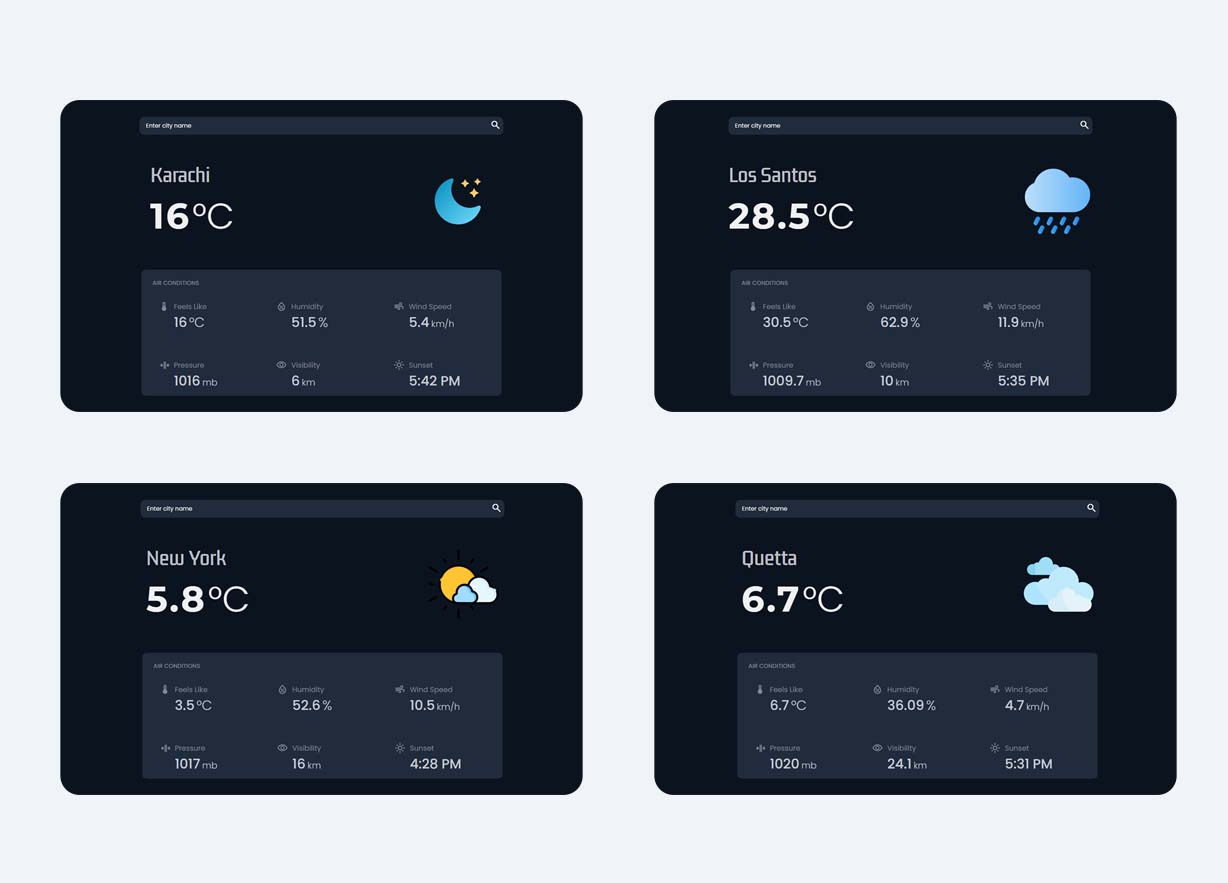 Enter city name
Karachi
16°C
AIR CONDITIONS
Feels Like
16°C
Humidity
51.5%
Wind Speed
5.4 km/h
Pressure
1016 mb
Visibility
6 km
Sunset
5:42 PM
Enter city name
Los Santos
28.5°C
AIR CONDITIONS
Feels Like
30.5°C
Humidity
62.9%
Wind Speed
11.9 km/h
Pressure
1009.7 mb
Visibility
10 km
Sunset
5:35 PM
Enter city name
New York
5.8°C
AIR CONDITIONS
Feels Like
3.5°C
Humidity
52.6%
Wind Speed
10.5 km/h
Pressure
1017 mb
Visibility
16 km
Sunset
4:28 PM
Enter city name
Quetta
6.7°C
AIR CONDITIONS
Feels Like
6.7°C
Humidity
36.09%
Wind Speed
4.7 km/h
Pressure
1020 mb
Visibility
24.1 km
Sunset
5:31 PM